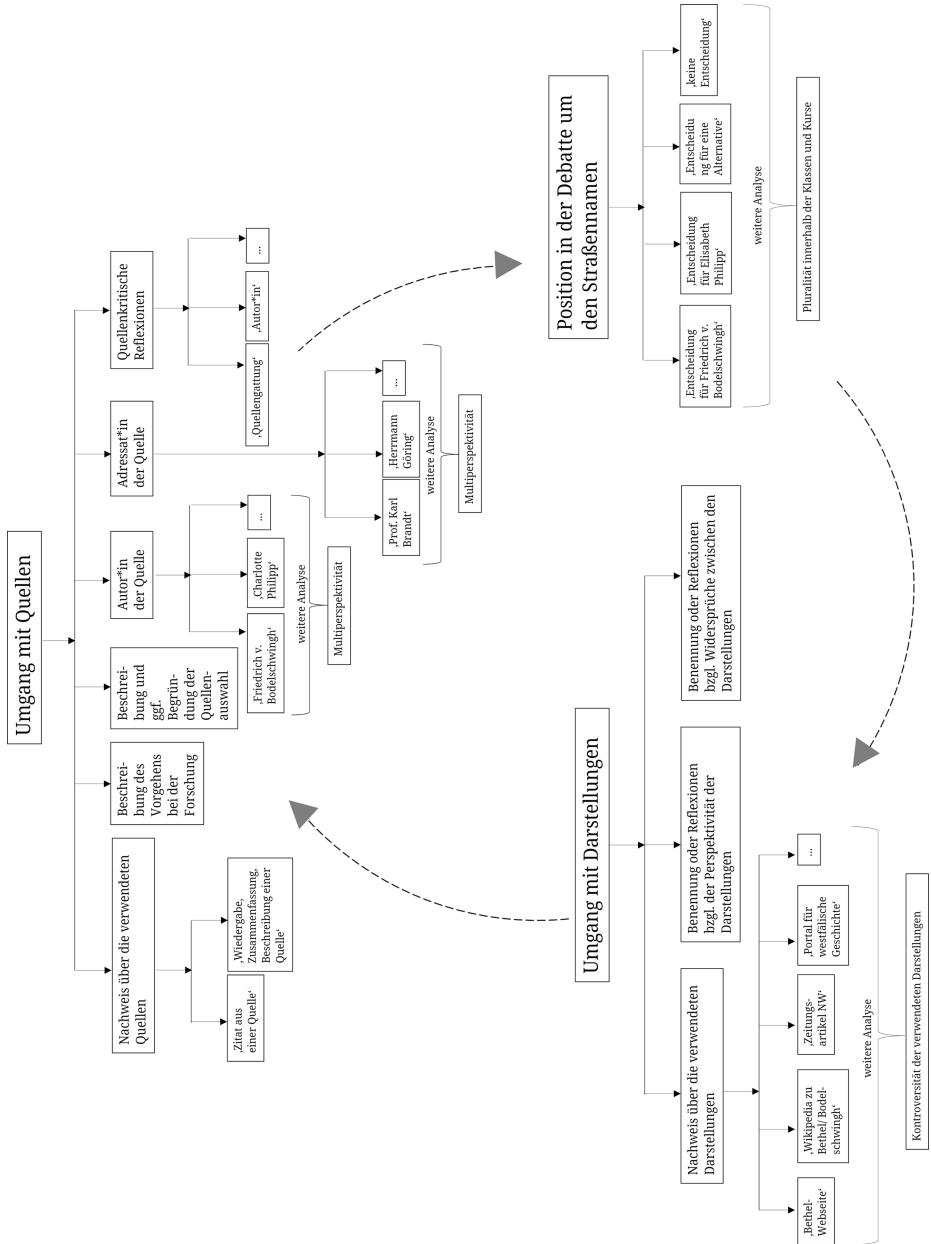 Umgang mit Quellen
Nachweis über die verwendeten
Quellen
‚Zitat aus
einer Quelle‘
‚Wiedergabe,
Zusammenfassung,
Beschreibung einer
Quelle‘
Beschrei-
bung des
Vorgehens
bei der
Forschung
Beschrei-
bung und
ggf.
Begrün-
dung der
Quellen-
auswahl
Autor*in
der Quelle
‚Friedrich v.
Bodelschwingh‘
‚Charlotte
Philipp‘
...
weitere Analyse
Multiperspektivität
Adressat*in
der Quelle
‚Prof. Karl
Brandt‘
‚Herrmann
Göring‘
...
weitere Analyse
Multiperspektivität
Quellenkritische
Reflexionen
‚Quellengattung‘
‚Autor*in‘
...
Umgang mit Darstellungen
Nachweis über die verwendeten
Darstellungen
‚Bethel-
Webseite‘
‚Wikipedia zu
Bethel/ Bodel-
schwingh‘
‚Zeitungs-
artikel NW‘
‚Portal für
westfälische
Geschichte‘
...
weitere Analyse
Kontroversität der verwendeten Darstellungen
Benennung oder Reflexionen
bzgl. der Perspektivität der
Darstellungen
Benennung oder Reflexionen
bzgl. Widersprüche zwischen den
Darstellungen
Position in der Debatte um
den Straßennamen
‚Entscheidung
für Friedrich v.
Bodelschwingh‘
‚Entscheidung
für Elisabeth
Philipp‘
‚Entscheidu
ng für eine
Alternative‘
‚keine
Entscheidung‘
weitere Analyse
Pluralität innerhalb der Klassen und Kurse